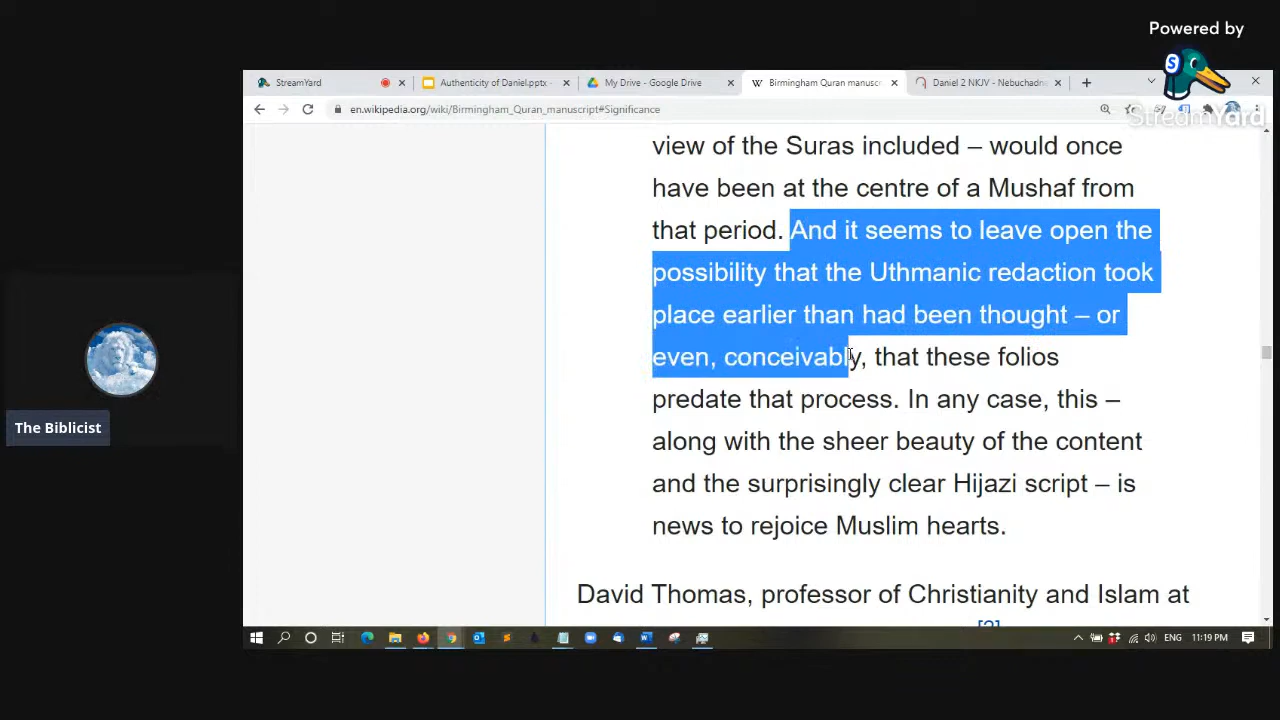 Powered by
StreamYard
StreamYard
Authenticity of Daniel.pptx -
My Drive - Google Drive
Birmingham Quran manuscr
Daniel 2 NKJV - Nebuchadne
en.wikipedia.org/wiki/Birmingham_Quran_manuscript#Significance
view of the Suras included – would once
have been at the centre of a Mushaf from
that period. And it seems to leave open the
possibility that the Uthmanic redaction took
place earlier than had been thought – or
even, conceivably, that these folios
predate that process. In any case, this –
along with the sheer beauty of the content
and the surprisingly clear Hijazi script – is
news to rejoice Muslim hearts.
David Thomas, professor of Christianity and Islam at
The Biblicist
ENG
11:19 PM